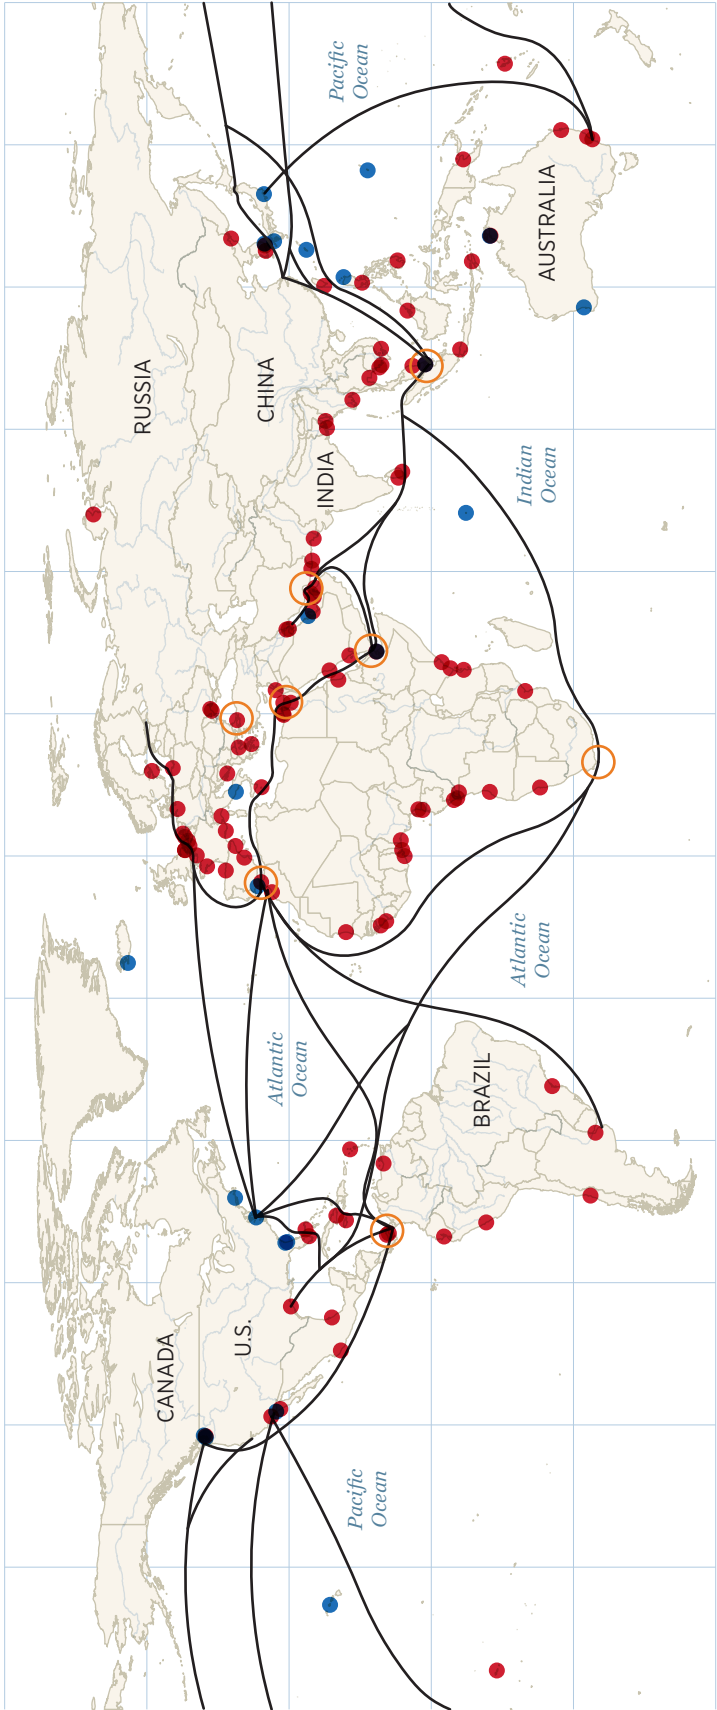 CANADA
U.S.
BRAZIL
RUSSIA
CHINA
INDIA
AUSTRALIA
Pacific
Ocean
Atlantic
Ocean
Atlantic
Ocean
Indian
Ocean
Pacific
Ocean